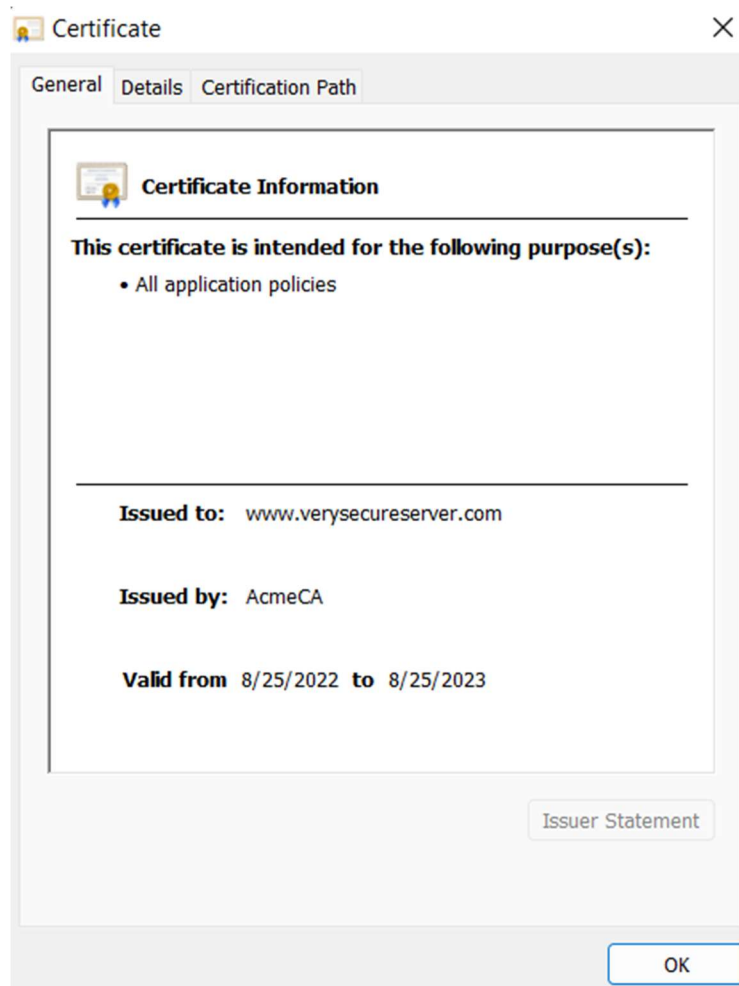 Certificate
General Details Certification Path
Certificate Information
This certificate is intended for the following purpose(s):
• All application policies
Issued to: www.verysecureserver.com
Issued by: AcmeCA
Valid from 8/25/2022 to 8/25/2023
Issuer Statement
OK